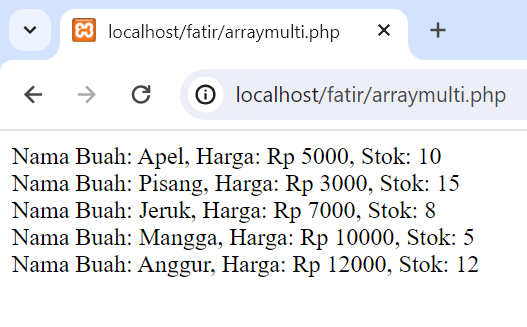 localhost/fatir/arraymulti.php
localhost/fatir/arraymulti.php
Nama Buah: Apel, Harga: Rp 5000, Stok: 10
Nama Buah: Pisang, Harga: Rp 3000, Stok: 15
Nama Buah: Jeruk, Harga: Rp 7000, Stok: 8
Nama Buah: Mangga, Harga: Rp 10000, Stok: 5
Nama Buah: Anggur, Harga: Rp 12000, Stok: 12